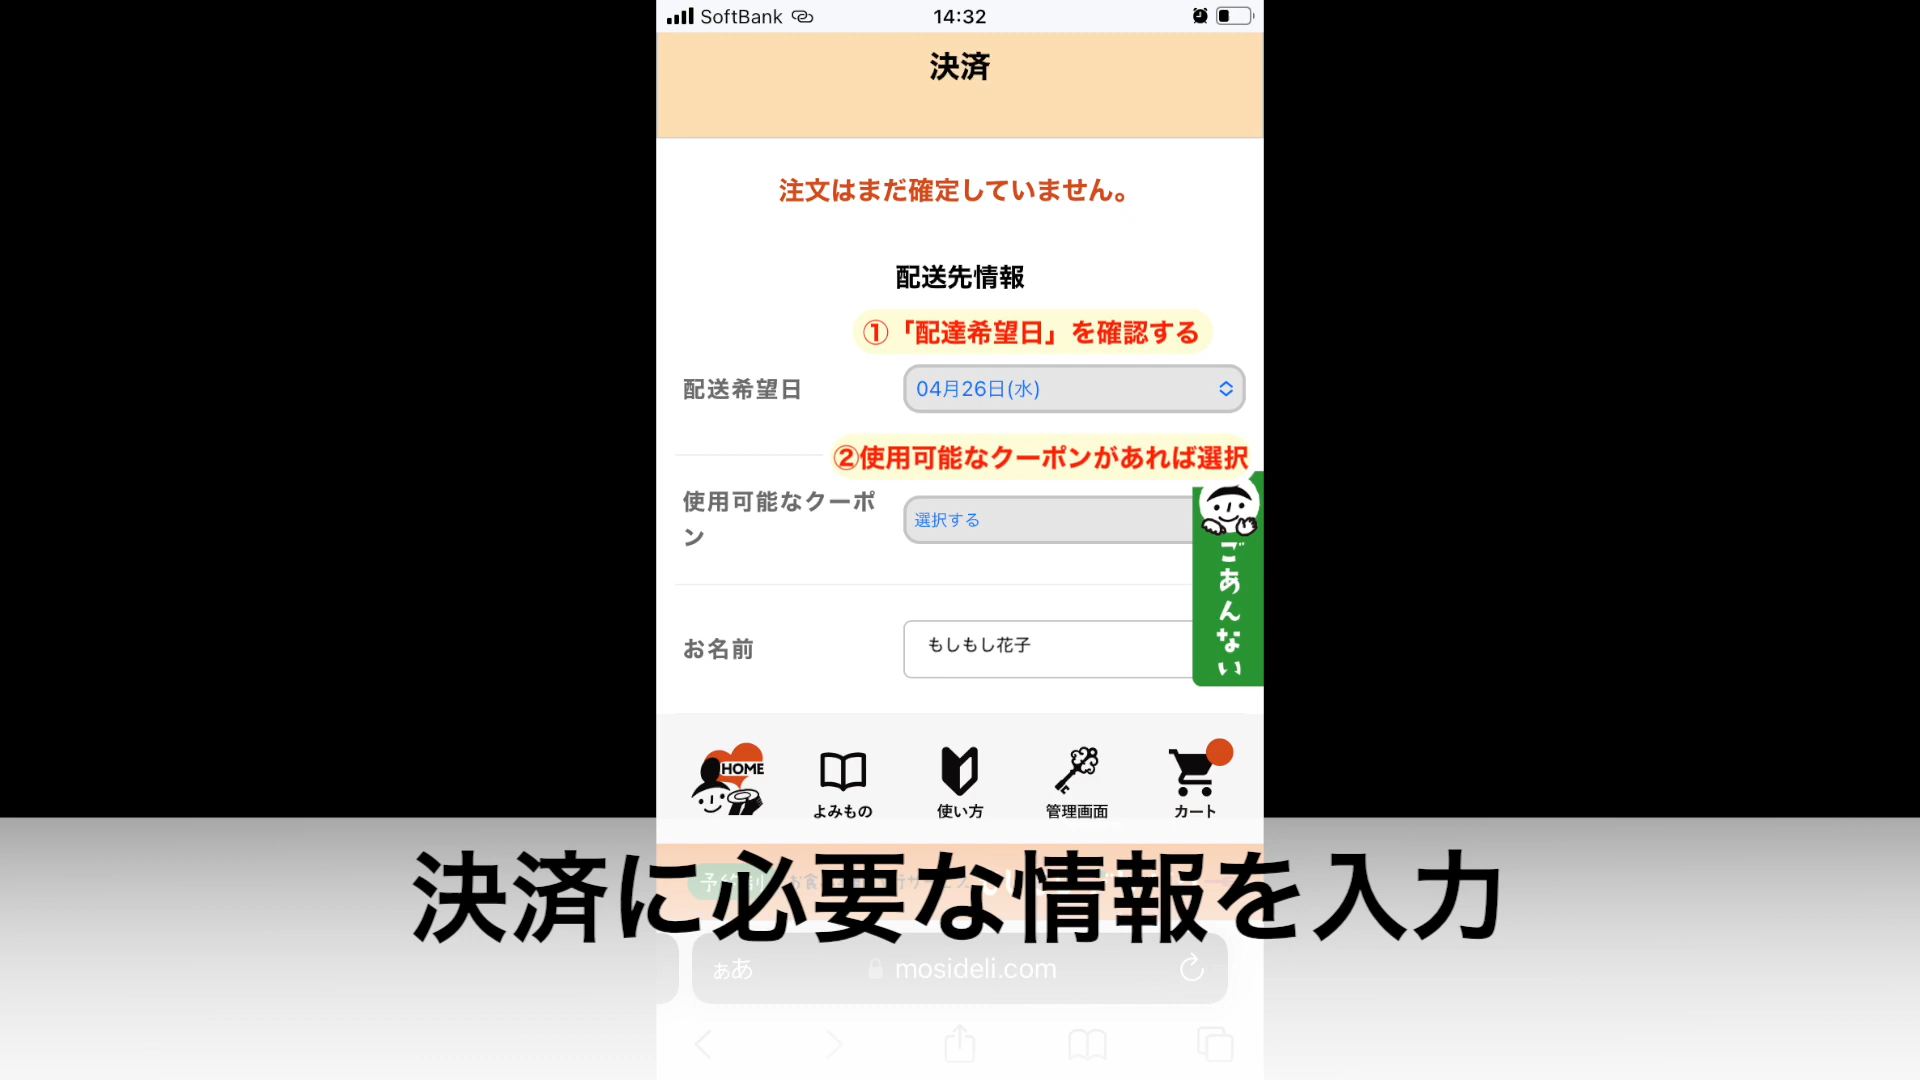 SoftBank
14:32
決済
注文はまだ確定していません。
配送先情報
①「配達希望日」を確認する
配送希望日
04月26日(水)
②使用可能なクーポンがあれば選択
使用可能なクーポ
ン
選択する
お名前
もしもし花子
ごあんない
HOME
よみもの
使い方
管理画面
カート
決済に必要な情報を入力
ぁあ
mosideli.com